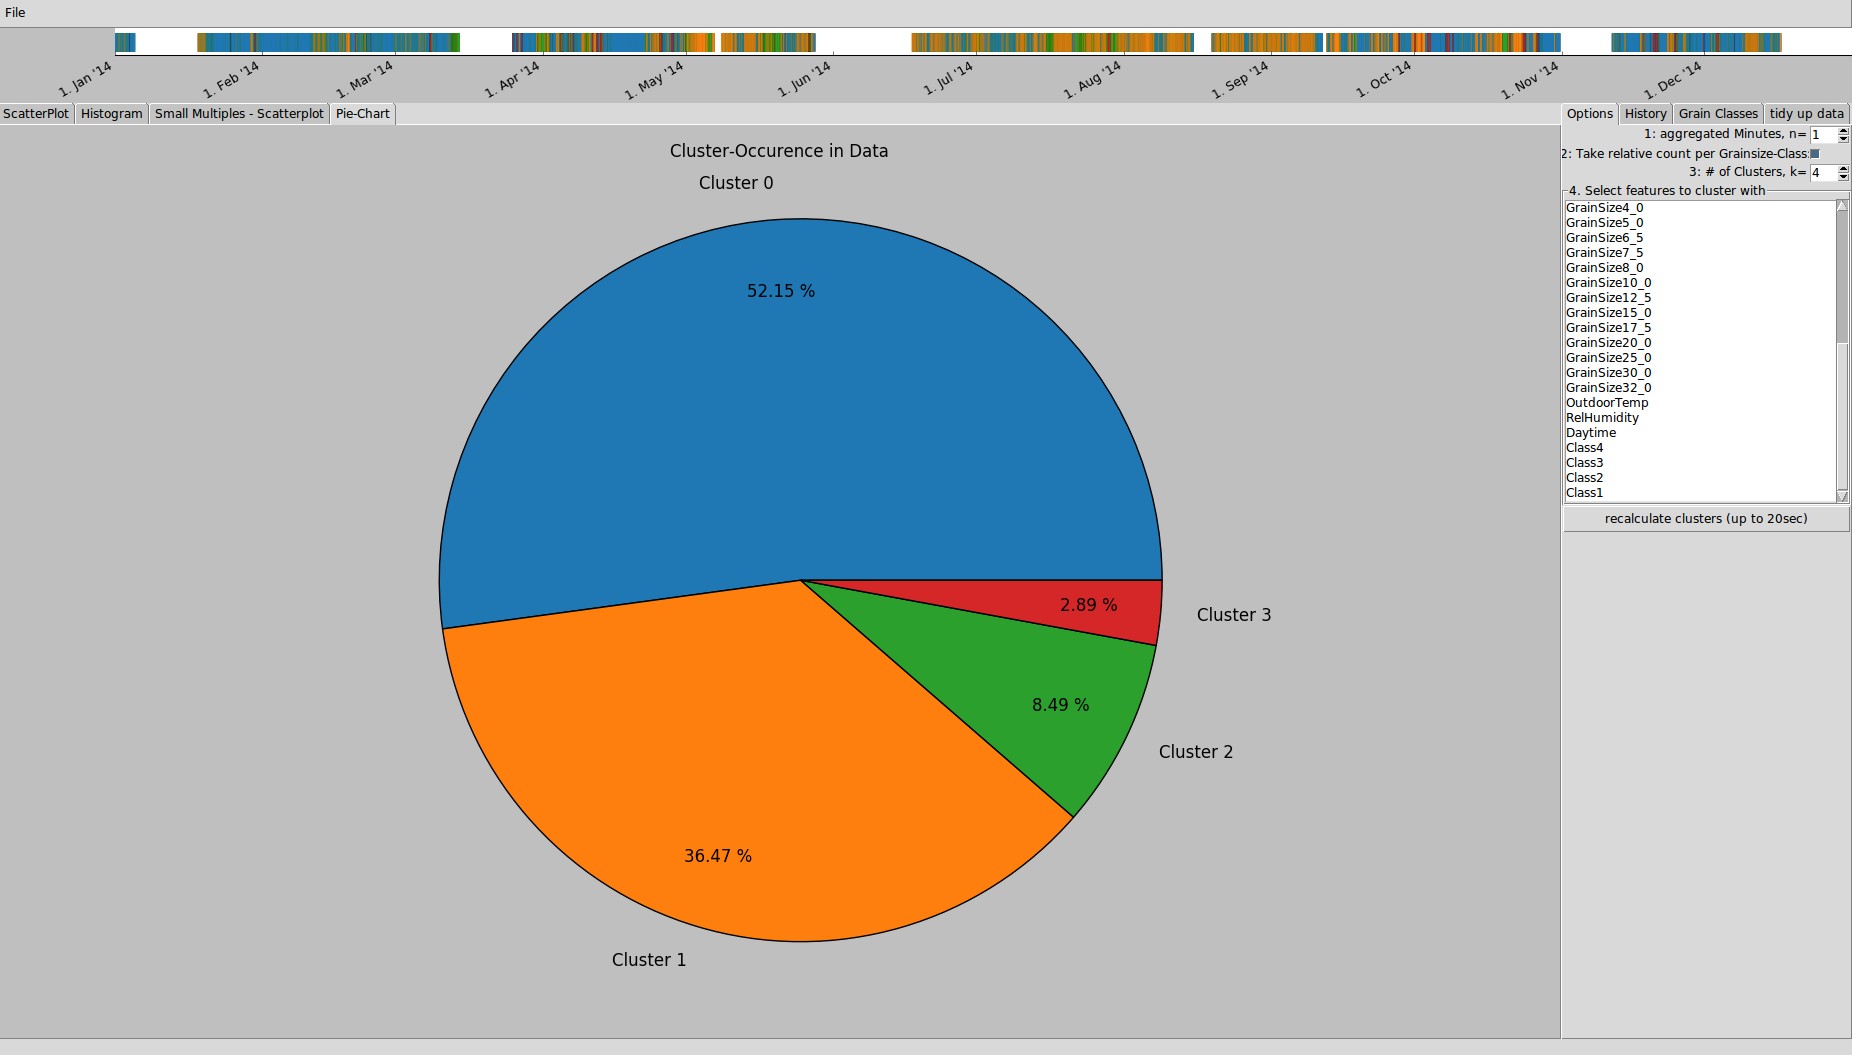 File
1. Jan '14
1. Feb '14
1. Mar '14
1. Apr '14
1. May '14
1. Jun '14
1. Jul '14
1. Aug '14
1. Sep '14
1. Oct '14
1. Nov '14
1. Dec '14
ScatterPlot
Histogram
Small Multiples - Scatterplot
Pie-Chart
Cluster-Occurence in Data
Cluster 0
52.15 %
2.89 %
Cluster 3
8.49 %
Cluster 2
36.47 %
Cluster 1
Options
History
Grain Classes
tidy up data
1: aggregated Minutes, n= 1
2: Take relative count per Grainsize-Class:
3: # of Clusters, k= 4
4. Select features to cluster with
GrainSize4_0
GrainSize5_0
GrainSize6_5
GrainSize7_5
GrainSize8_0
GrainSize10_0
GrainSize12_5
GrainSize15_0
GrainSize17_5
GrainSize20_0
GrainSize25_0
GrainSize30_0
GrainSize32_0
OutdoorTemp
RelHumidity
Daytime
Class4
Class3
Class2
Class1
recalculate clusters (up to 20sec)